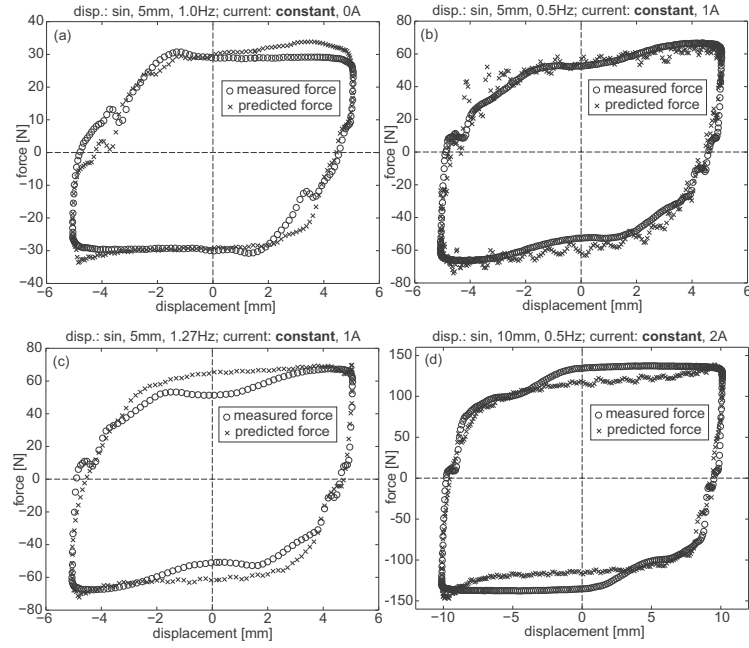 disp.: sin, 5mm, 1.0Hz; current: constant, 0A
(a)
measured force
predicted force
force [N]
40
30
20
10
0
−10
−20
−30
−40
−6
−4
−2
0
2
4
6
displacement [mm]
disp.: sin, 5mm, 0.5Hz; current: constant, 1A
(b)
measured force
predicted force
force [N]
80
60
40
20
0
−20
−40
−60
−80
−6
−4
−2
0
2
4
6
displacement [mm]
disp.: sin, 5mm, 1.27Hz; current: constant, 1A
(c)
measured force
predicted force
force [N]
80
60
40
20
0
−20
−40
−60
−80
−6
−4
−2
0
2
4
6
displacement [mm]
disp.: sin, 10mm, 0.5Hz; current: constant, 2A
(d)
measured force
predicted force
force [N]
150
100
50
0
-50
-100
-150
−10
−5
0
5
10
displacement [mm]